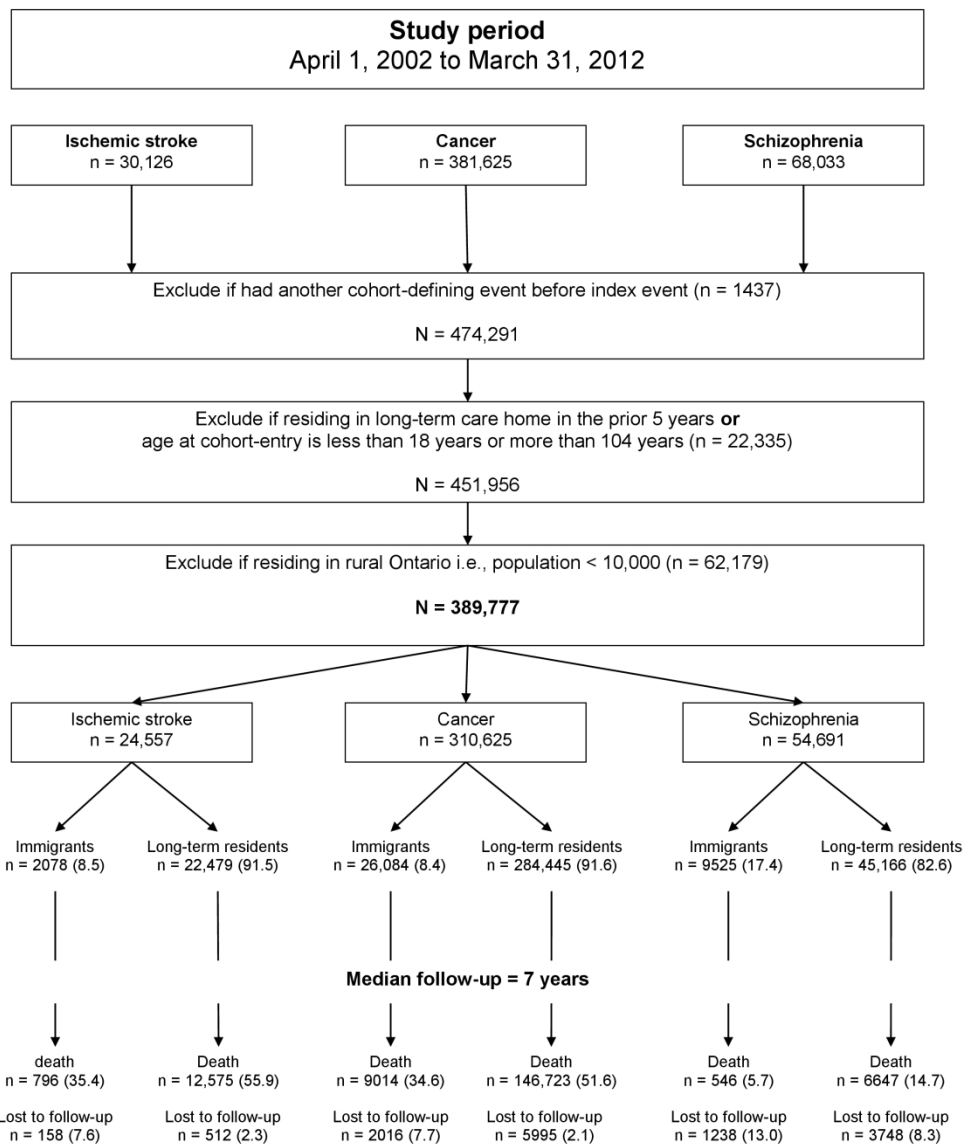 Study period
April 1, 2002 to March 31, 2012
Ischemic stroke
n = 30,126
Cancer
n = 381,625
Schizophrenia
n = 68,033
Exclude if had another cohort-defining event before index event (n = 1437)
N = 474,291
Exclude if residing in long-term care home in the prior 5 years or
age at cohort-entry is less than 18 years or more than 104 years (n = 22,335)
N = 451,956
Exclude if residing in rural Ontario i.e., population < 10,000 (n = 62,179)
N = 389,777
Ischemic stroke
n = 24,557
Cancer
n = 310,625
Schizophrenia
n = 54,691
Immigrants
n = 2078 (8.5)
Long-term residents
n = 22,479 (91.5)
Immigrants
n = 26,084 (8.4)
Long-term residents
n = 284,445 (91.6)
Immigrants
n = 9525 (17.4)
Long-term residents
n = 45,166 (82.6)
Median follow-up = 7 years
death
n = 796 (35.4)
Death
n = 12,575 (55.9)
Death
n = 9014 (34.6)
Death
n = 146,723 (51.6)
Death
n = 546 (5.7)
Death
n = 6647 (14.7)
Lost to follow-up
n = 158 (7.6)
Lost to follow-up
n = 512 (2.3)
Lost to follow-up
n = 2016 (7.7)
Lost to follow-up
n = 5995 (2.1)
Lost to follow-up
n = 1238 (13.0)
Lost to follow-up
n = 3748 (8.3)